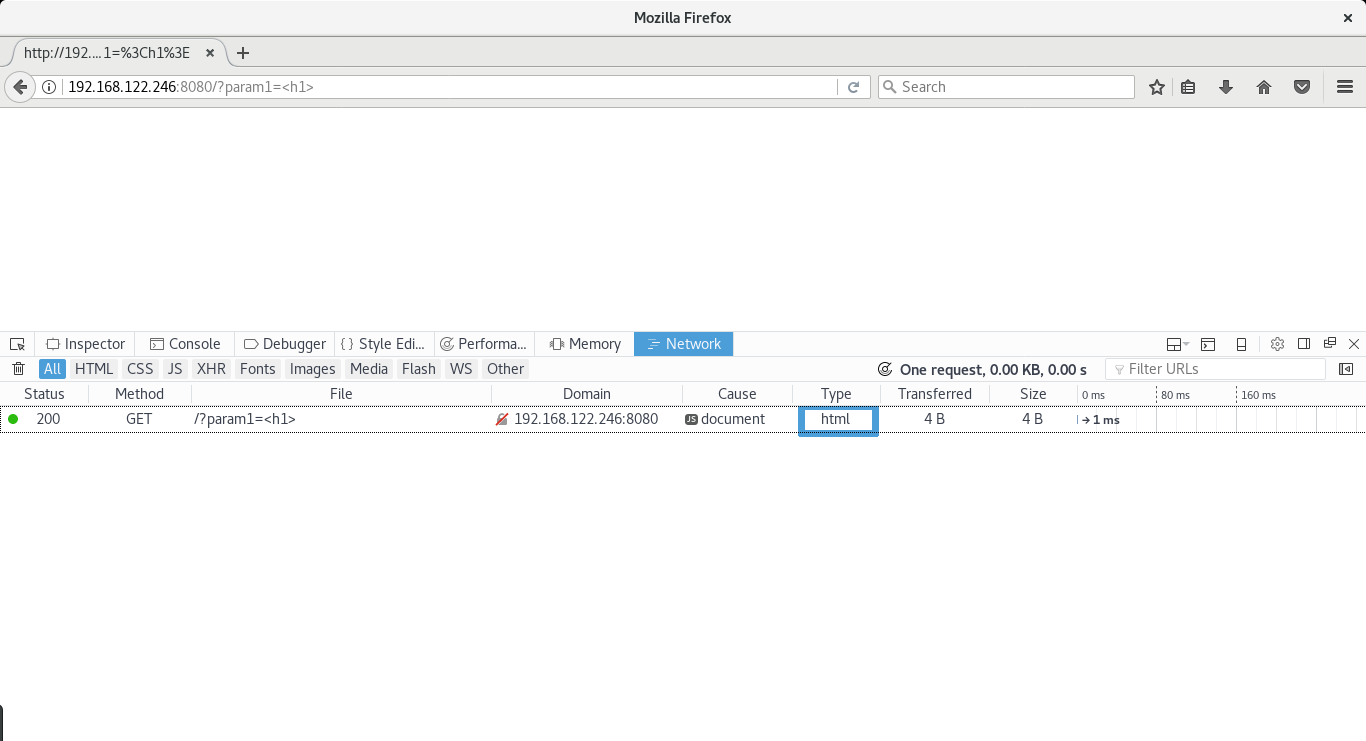 Mozilla Firefox
http://192.…1=%3Ch1%3E
192.168.122.246:8080/?param1=<h1>
Search
Inspector Console Debugger Style Edi… Performa… Memory Network
All HTML CSS JS XHR Fonts Images Media Flash WS Other One request, 0.00 KB, 0.00 s Filter URLs
Status Method File Domain Cause Type Transferred Size 0 ms 80 ms 160 ms
200 GET /?param1=<h1> 192.168.122.246:8080 JS document html 4 B 4 B → 1 ms